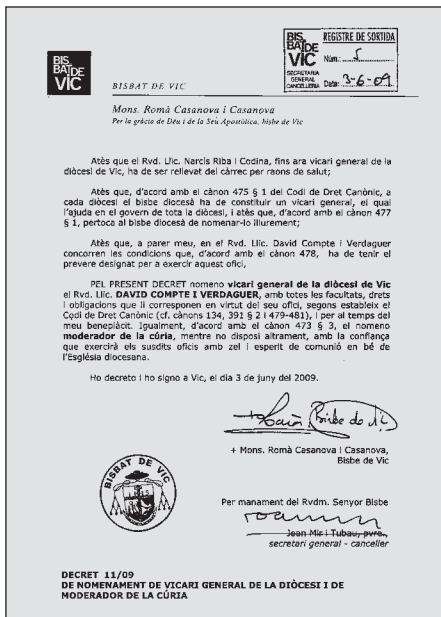 BIS
BATDE
VIC
BISBAT DE VIC
BIS
BATDE
VIC
SECRETARIA
GENERAL
CANCELLERIA
REGISTRE DE SORTIDA
Núm. 5
Data: 3-6-09
Mons. Romà Casanova i Casanova
Per la gràcia de Déu i de la Seu Apostòlica, bisbe de Vic
Atès que el Rvd. Llic. Narcís Riba i Codina, fins ara vicari general de la
diòcesi de Vic, ha de ser rellevat del càrrec per raons de salut;
Atès que, d'acord amb el cànon 475 § 1 del Codi de Dret Canònic, a
cada diòcesi el bisbe diocesà ha de constituir un vicari general, el qual
l'ajuda en el govern de tota la diòcesi, i atès que, d'acord amb el cànon 477
§ 1, pertoca al bisbe diocesà de nomenar-lo lliurement;
Atès que, a parer meu, en el Rvd. Llic. David Compte i Verdaguer
concorren les condicions que, d'acord amb el cànon 478, ha de tenir el
prevere designat per a exercir aquest ofici,
PEL PRESENT DECRET nomeno vicari general de la diòcesi de Vic
el Rvd. Llic. DAVID COMPTE I VERDAGUER, amb totes les facultats, drets
i obligacions que li corresponen en virtut del seu ofici, segons estableix el
Codi de Dret Canònic (cf. cànons 134, 391 § 2 i 479-481), i per al temps del
meu beneplàcit. Igualment, d'acord amb el cànon 473 § 3, el nomeno
moderador de la cúria, mentre no disposi altrament, amb la confiança
que exercirà els susdits oficis amb zel i esperit de comunió en bé de
l'Església diocesana.
Ho decreto i ho signo a Vic, el dia 3 de juny del 2009.
+ Romà, Bisbe de Vic
+ Mons. Romà Casanova i Casanova,
Bisbe de Vic
BISBAT DE VIC
Per manament del Rvdm. Senyor Bisbe
Joan Mir i Tubau, pvre.,
secretari general - canceller
DECRET 11/09
DE NOMENAMENT DE VICARI GENERAL DE LA DIÒCESI I DE
MODERADOR DE LA CÚRIA